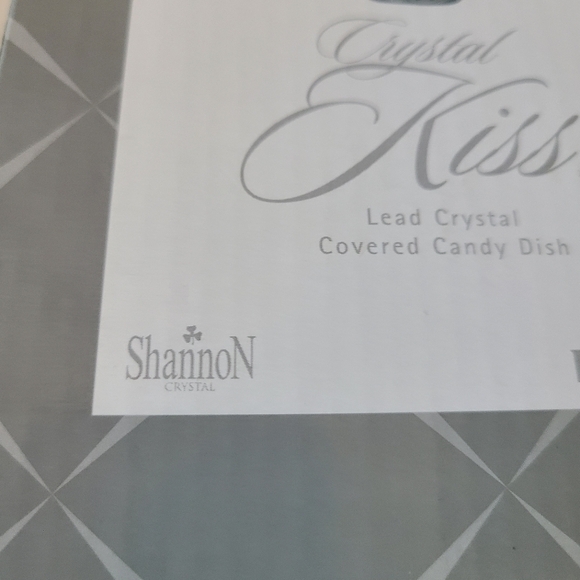 Crystal
Kiss
Lead Crystal
Covered Candy Dish
ShannoN
CRYSTAL